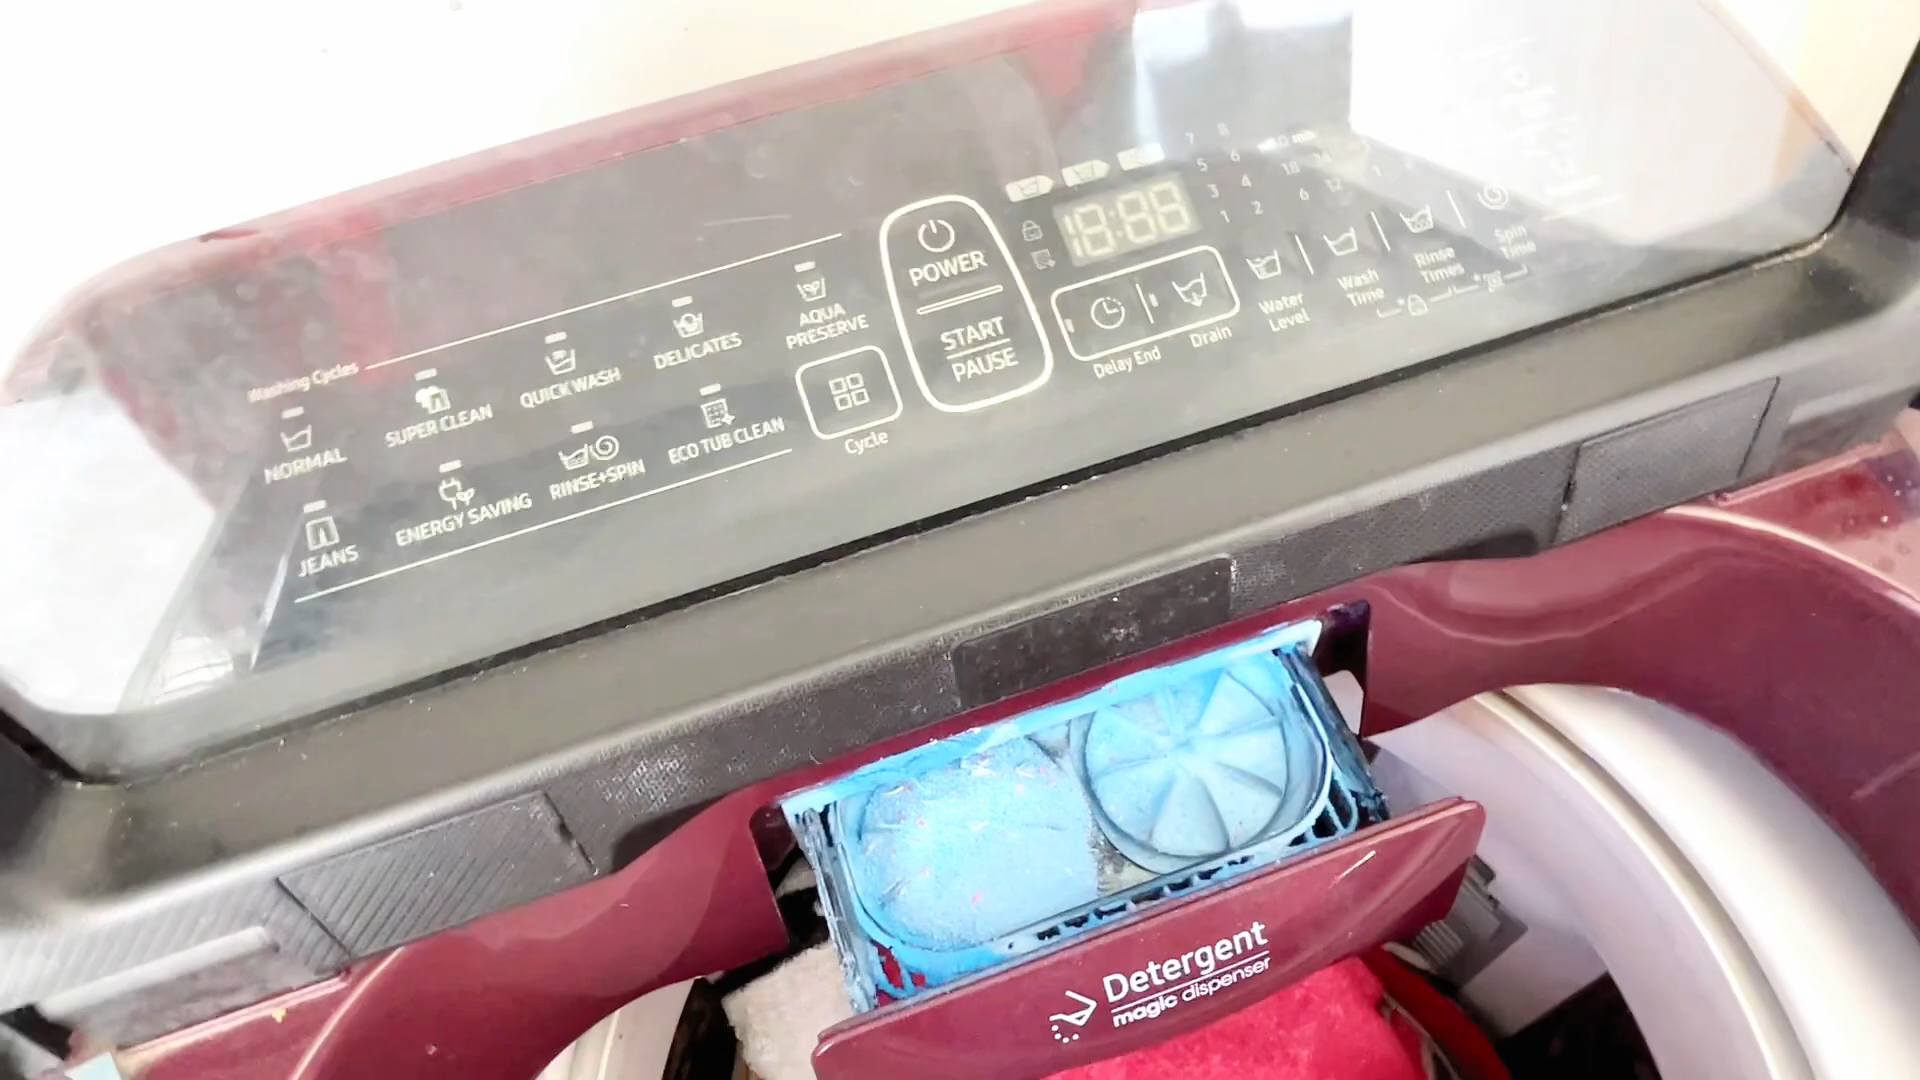 Washing Cycles
NORMAL
SUPER CLEAN
QUICK WASH
DELICATES
AQUA
PRESERVE
JEANS
ENERGY SAVING
RINSE+SPIN
ECO TUB CLEAN
Cycle
POWER
START
PAUSE
18:88
Delay End
Drain
7 8
5 6
3 4
1 2
18
6 12
Water
Level
Wash
Time
Rinse
Times
Spin
Time
Detergent
magic dispenser